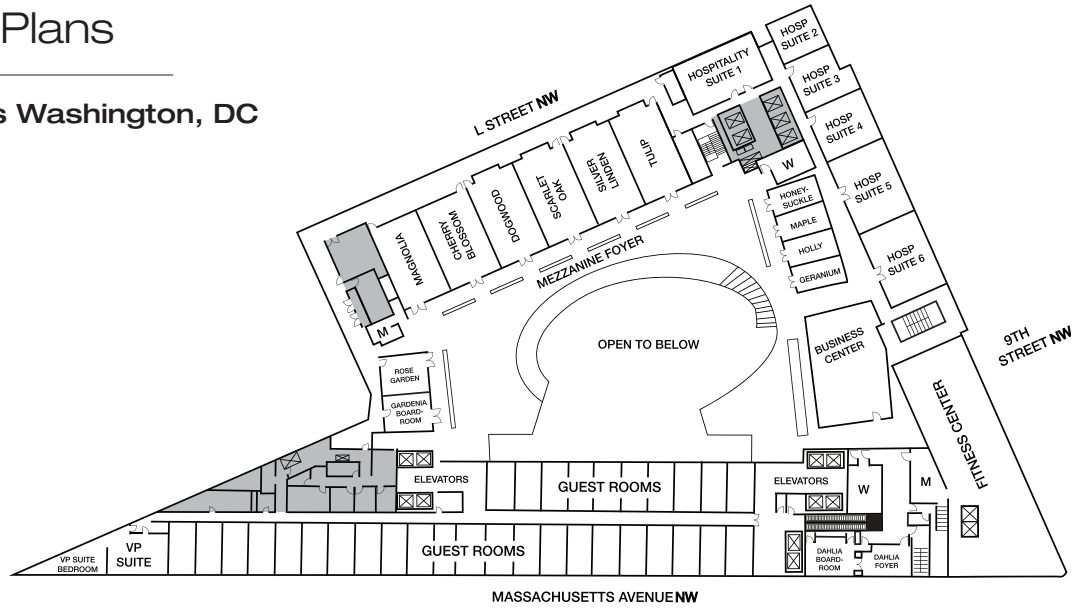 Plans
s Washington, DC
L STREET NW
HOSP
SUITE 2
HOSPITALITY
SUITE 1
HOSP
SUITE 3
HOSP
SUITE 4
HOSP
SUITE 5
HOSP
SUITE 6
W
TULIP
SILVER
LINDEN
SCARLET
OAK
DOGWOOD
CHERRY
BLOSSOM
MAGNOLIA
M
HONEY-
SUCKLE
MAPLE
HOLLY
GERANIUM
MEZZANINE FOYER
OPEN TO BELOW
BUSINESS
CENTER
9TH
STREET NW
ROSE
GARDEN
GARDENIA
BOARD-
ROOM
FITNESS CENTER
ELEVATORS
GUEST ROOMS
ELEVATORS
W
M
VP SUITE
BEDROOM
VP
SUITE
GUEST ROOMS
DAHLIA
BOARD-
ROOM
DAHLIA
FOYER
MASSACHUSETTS AVENUE NW